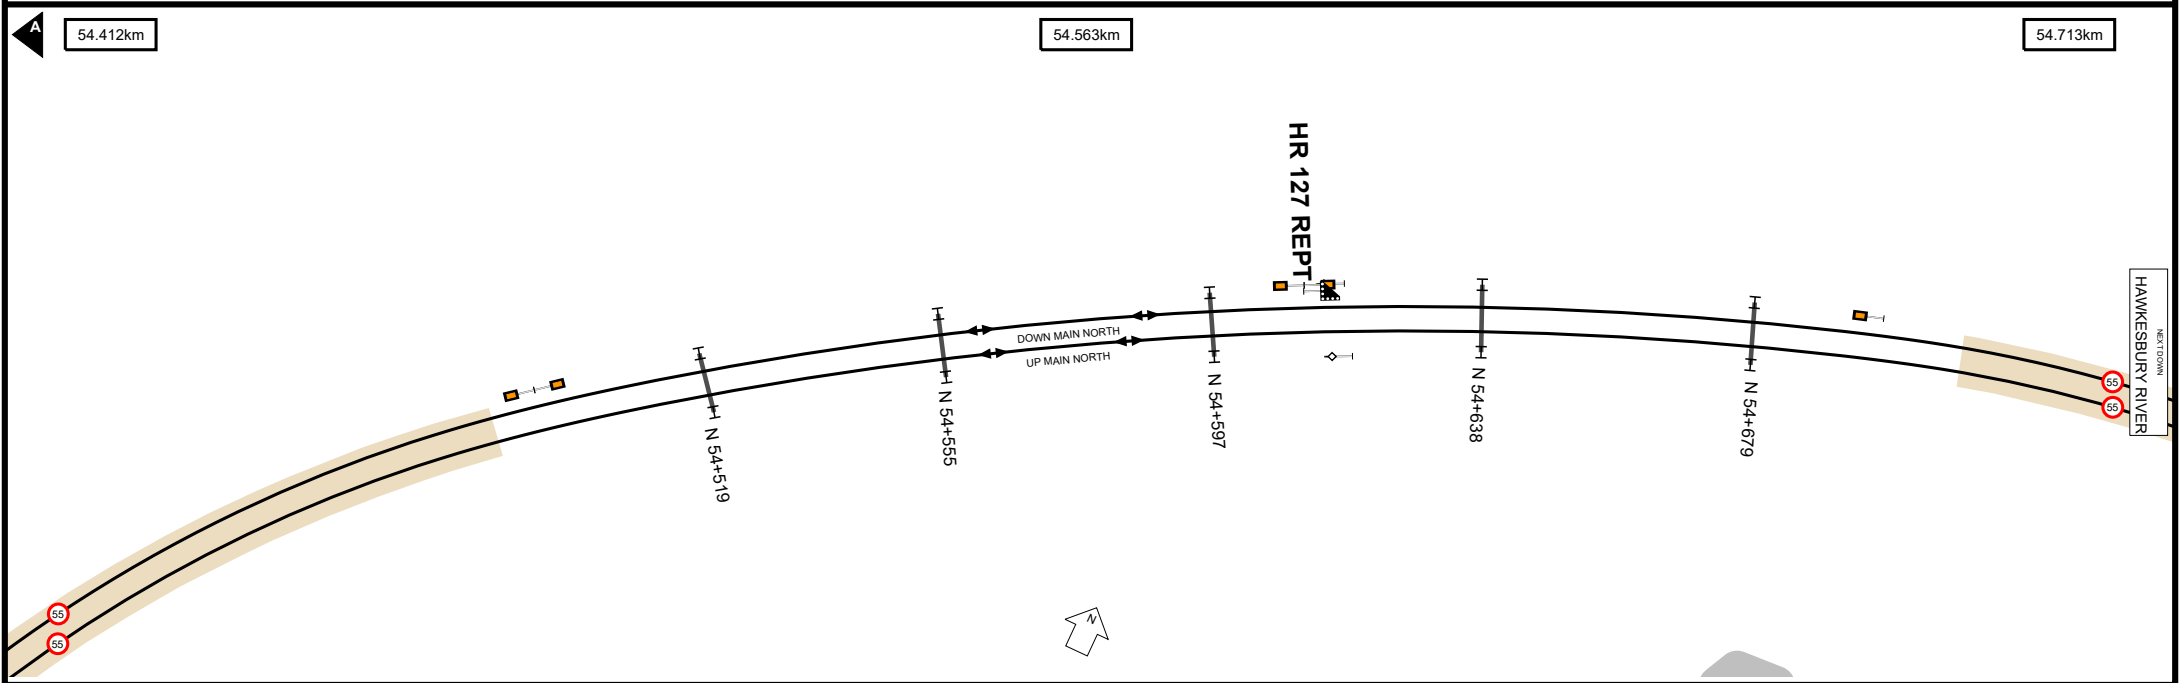 A
54.412km
54.563km
54.713km
HR 127 REPT
DOWN MAIN NORTH
UP MAIN NORTH
N 54+519
N 54+555
N 54+597
N 54+638
N 54+679
NEXT DOWN
HAWKESBURY RIVER
55
55
55
55
N